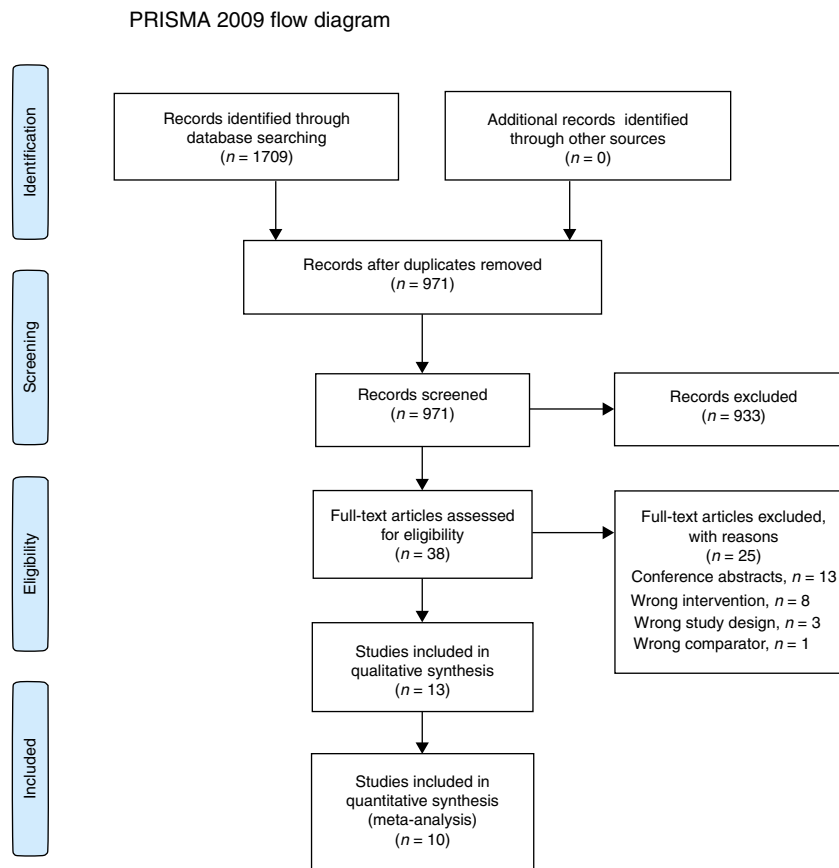 PRISMA 2009 flow diagram
Identification
Records identified through
database searching
(n = 1709)
Additional records identified
through other sources
(n = 0)
Records after duplicates removed
(n = 971)
Screening
Records screened
(n = 971)
Records excluded
(n = 933)
Eligibility
Full-text articles assessed
for eligibility
(n = 38)
Full-text articles excluded,
with reasons
(n = 25)
Conference abstracts, n = 13
Wrong intervention, n = 8
Wrong study design, n = 3
Wrong comparator, n = 1
Studies included in
qualitative synthesis
(n = 13)
Included
Studies included in
quantitative synthesis
(meta-analysis)
(n = 10)